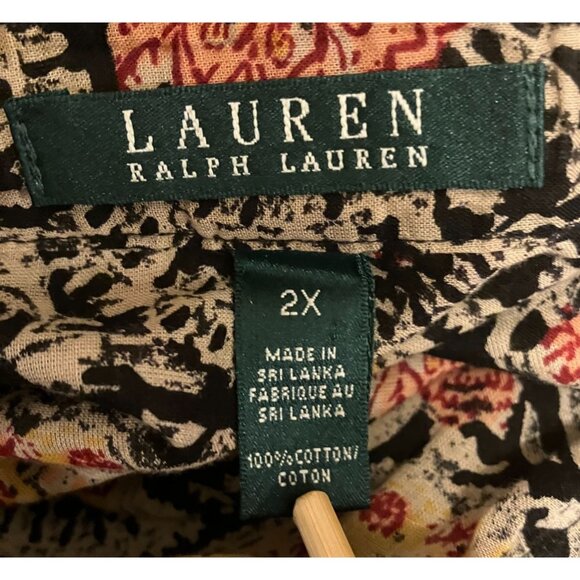 LAUREN
RALPH LAUREN
2X
MADE IN
SRI LANKA
FABRIQUE AU
SRI LANKA
100%COTTON/
COTON